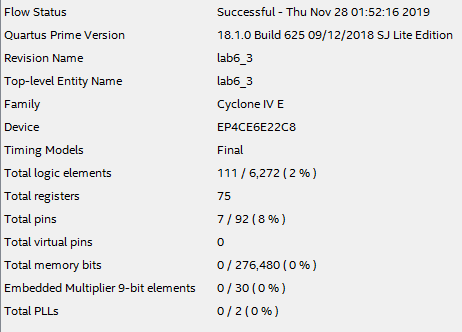 Flow Status Successful - Thu Nov 28 01:52:16 2019
Quartus Prime Version 18.1.0 Build 625 09/12/2018 SJ Lite Edition
Revision Name lab6_3
Top-level Entity Name lab6_3
Family Cyclone IV E
Device EP4CE6E22C8
Timing Models Final
Total logic elements 111 / 6,272 ( 2 % )
Total registers 75
Total pins 7 / 92 ( 8 % )
Total virtual pins 0
Total memory bits 0 / 276,480 ( 0 % )
Embedded Multiplier 9-bit elements 0 / 30 ( 0 % )
Total PLLs 0 / 2 ( 0 % )